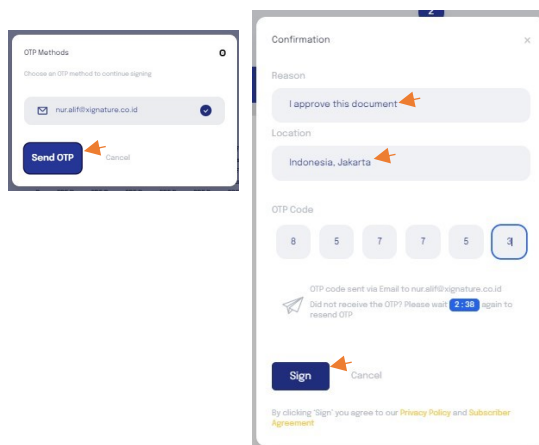 OTP Methods
Choose an OTP method to continue signing
nur.alif@xignature.co.id
Send OTP
Cancel
2
Confirmation
Reason
I approve this document
Location
Indonesia, Jakarta
OTP Code
8 5 7 7 5 3
OTP code sent via Email to nur.alif@xignature.co.id
Did not receive the OTP? Please wait 2:38 again to
resend OTP
Sign
Cancel
By clicking 'Sign' you agree to our Privacy Policy and Subscriber
Agreement